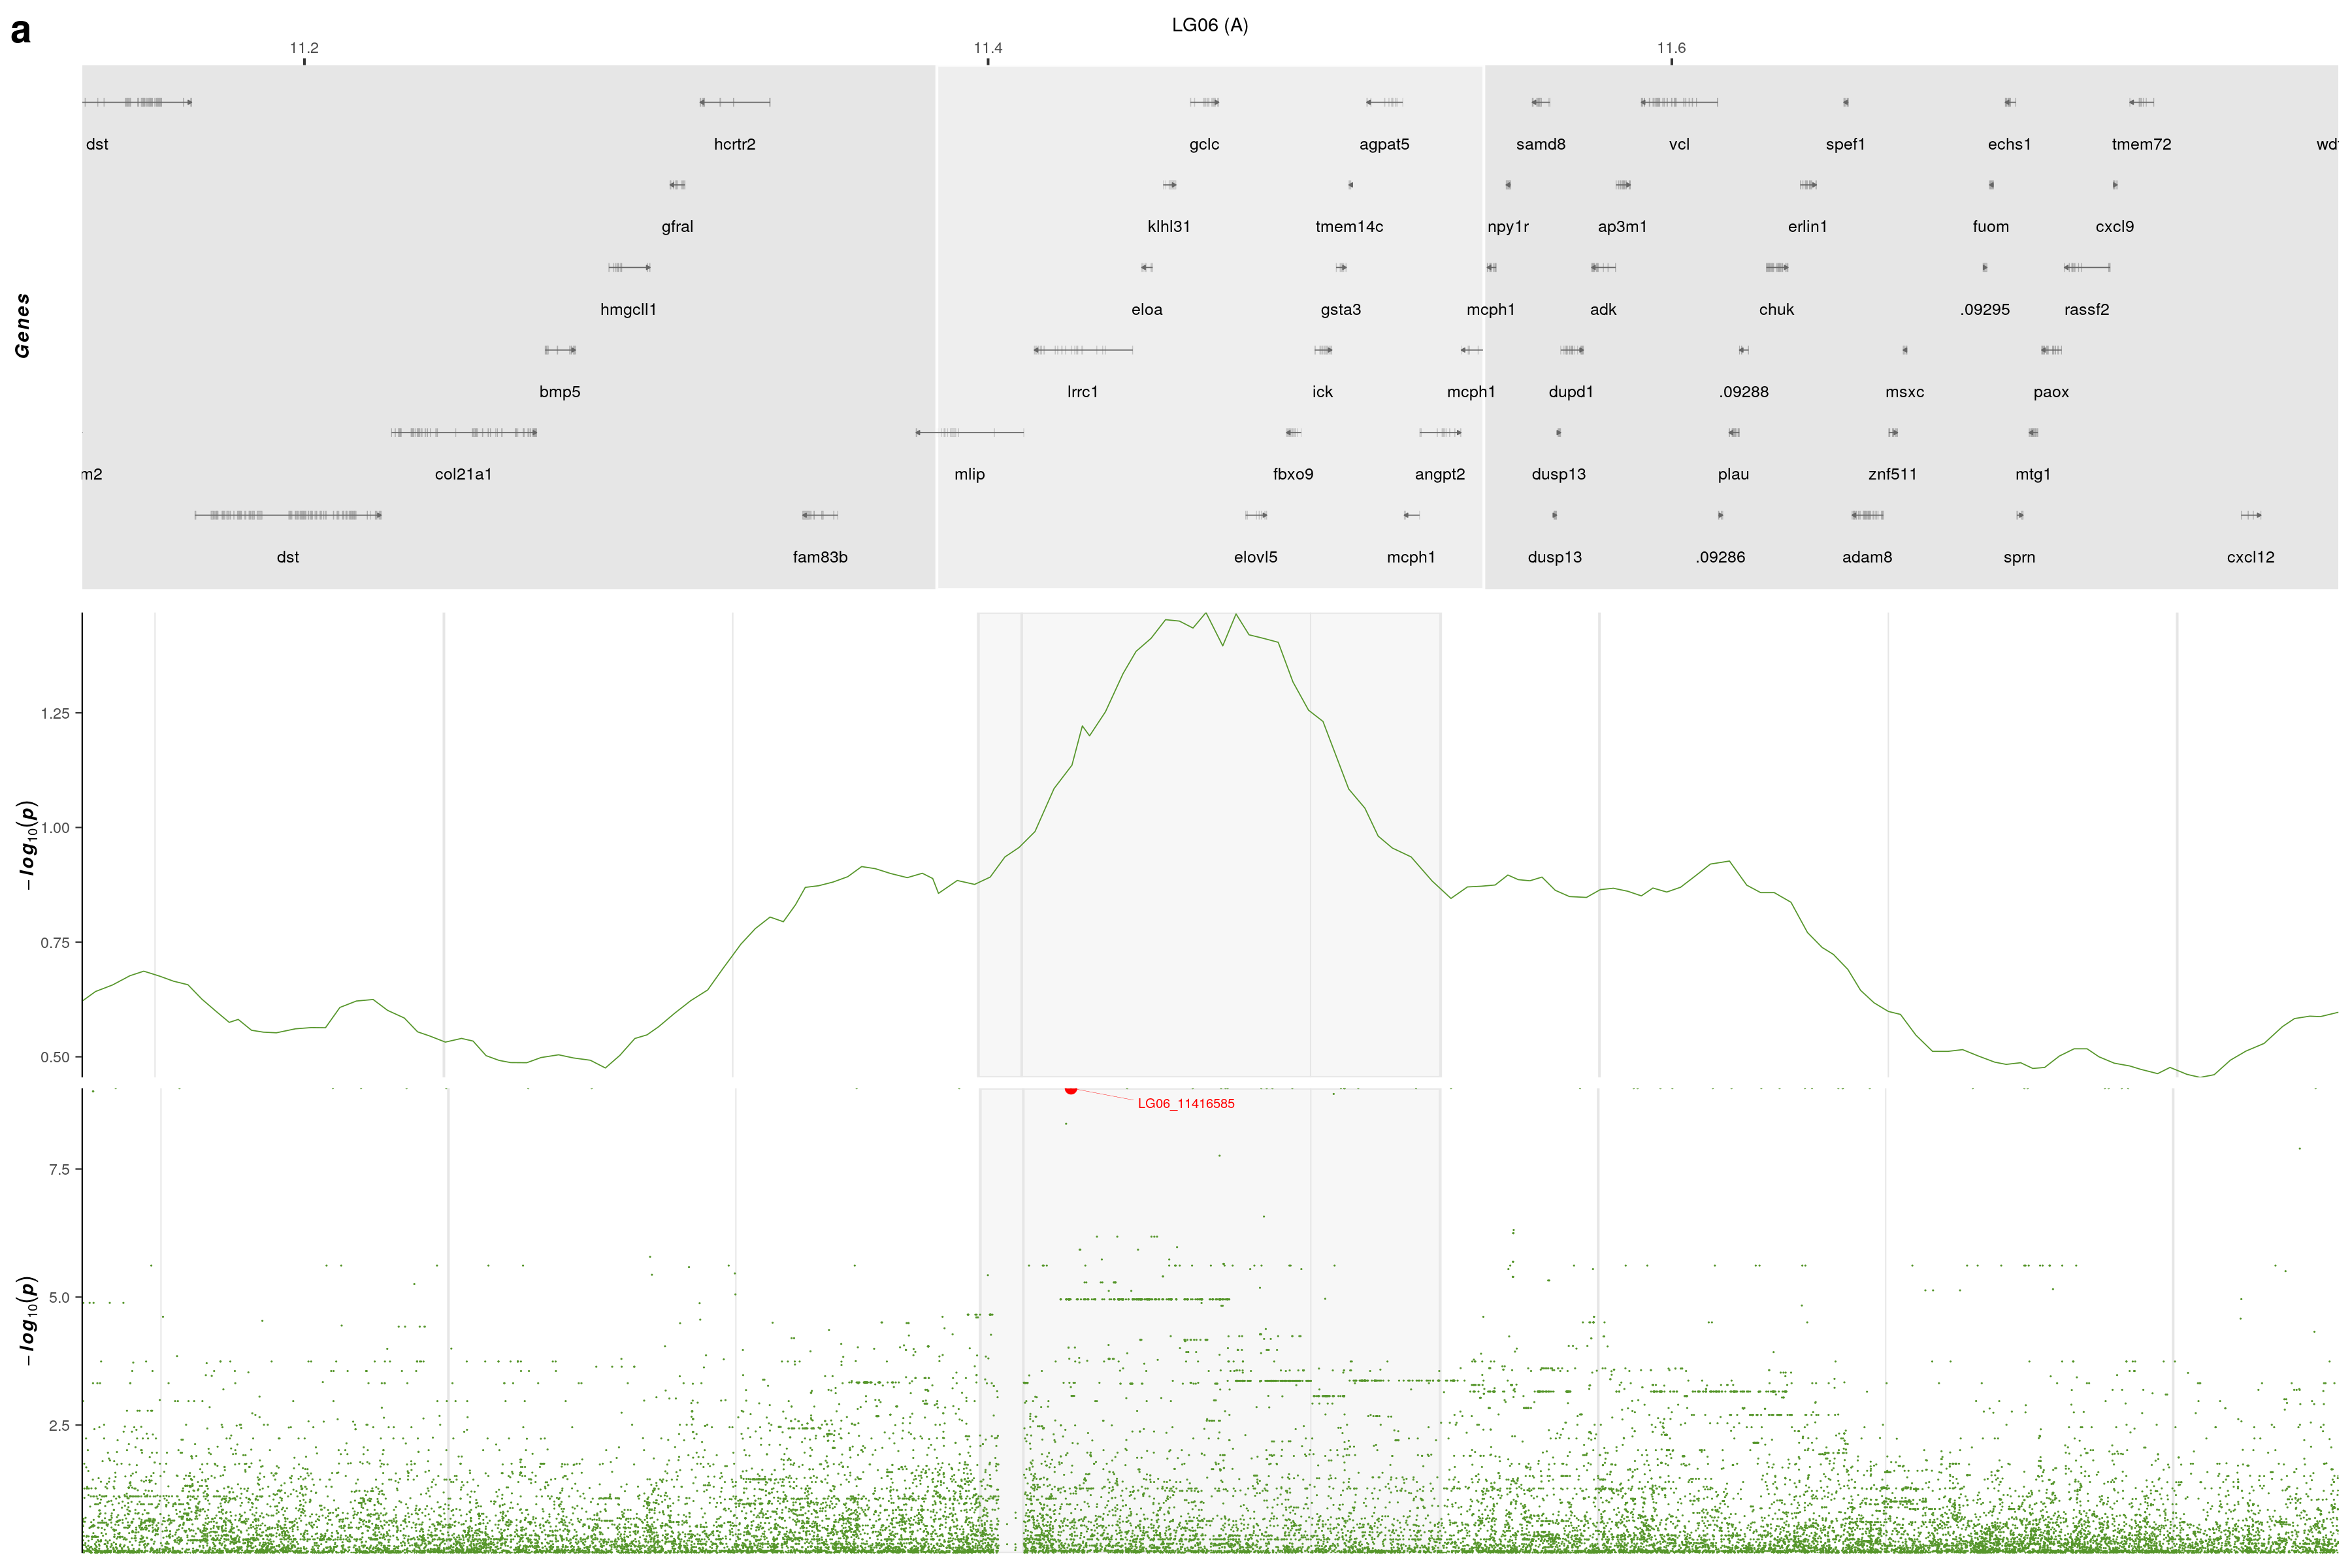 a
LG06 (A)
11.2 11.4 11.6
Genes
dst hcrtr2 gclc agpat5 samd8 vcl spef1 echs1 tmem72 wd
gfral klhl31 tmem14c npy1r ap3m1 erlin1 fuom cxcl9
hmgcll1 eloa gsta3 mcph1 adk chuk .09295 rassf2
bmp5 lrrc1 ick mcph1 dupd1 .09288 msxc paox
m2 col21a1 mlip fbxo9 angpt2 dusp13 plau znf511 mtg1
dst fam83b elovl5 mcph1 dusp13 .09286 adam8 sprn cxcl12
−log10(p)
1.25
1.00
0.75
0.50
−log10(p)
LG06_11416585
7.5
5.0
2.5